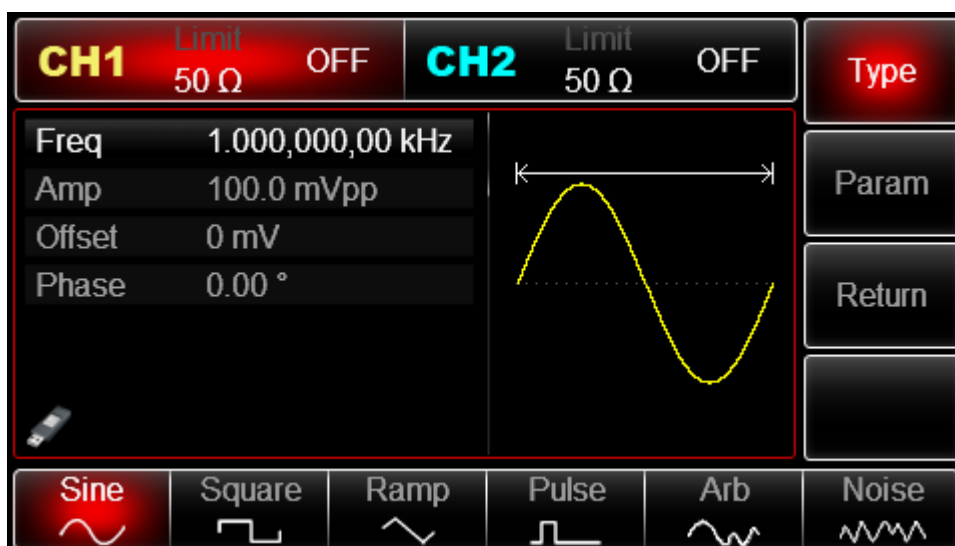 CH1 Limit 50 Ω OFF
CH2 Limit 50 Ω OFF
Type
Freq 1.000,000,00 kHz
Amp 100.0 mVpp
Offset 0 mV
Phase 0.00 °
Param
Return
Sine Square Ramp Pulse Arb Noise